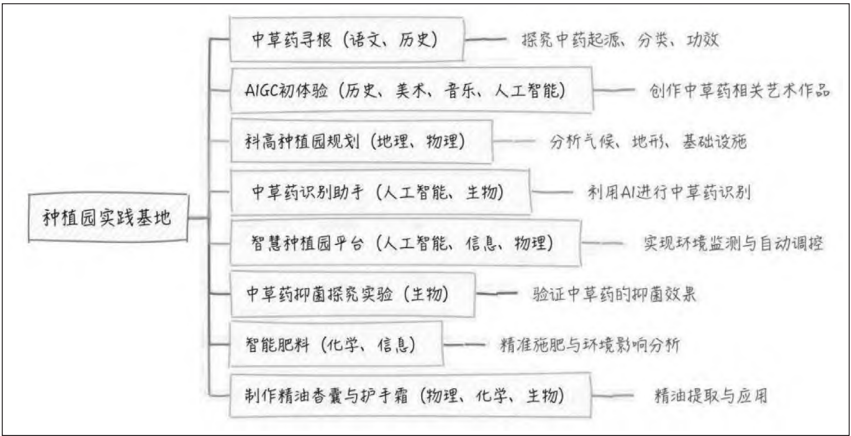 中草药寻根（语文、历史）
探究中药起源、分类、功效
AIGC初体验（历史、美术、音乐、人工智能）
创作中草药相关艺术作品
科高种植园规划（地理、物理）
分析气候、地形、基础设施
中草药识别助手（人工智能、生物）
利用AI进行中草药识别
种植园实践基地
智慧种植园平台（人工智能、信息、物理）
实现环境监测与自动调控
中草药抑菌探究实验（生物）
验证中草药的抑菌效果
智能肥料（化学、信息）
精准施肥与环境影响分析
制作精油香囊与护手霜（物理、化学、生物）
精油提取与应用